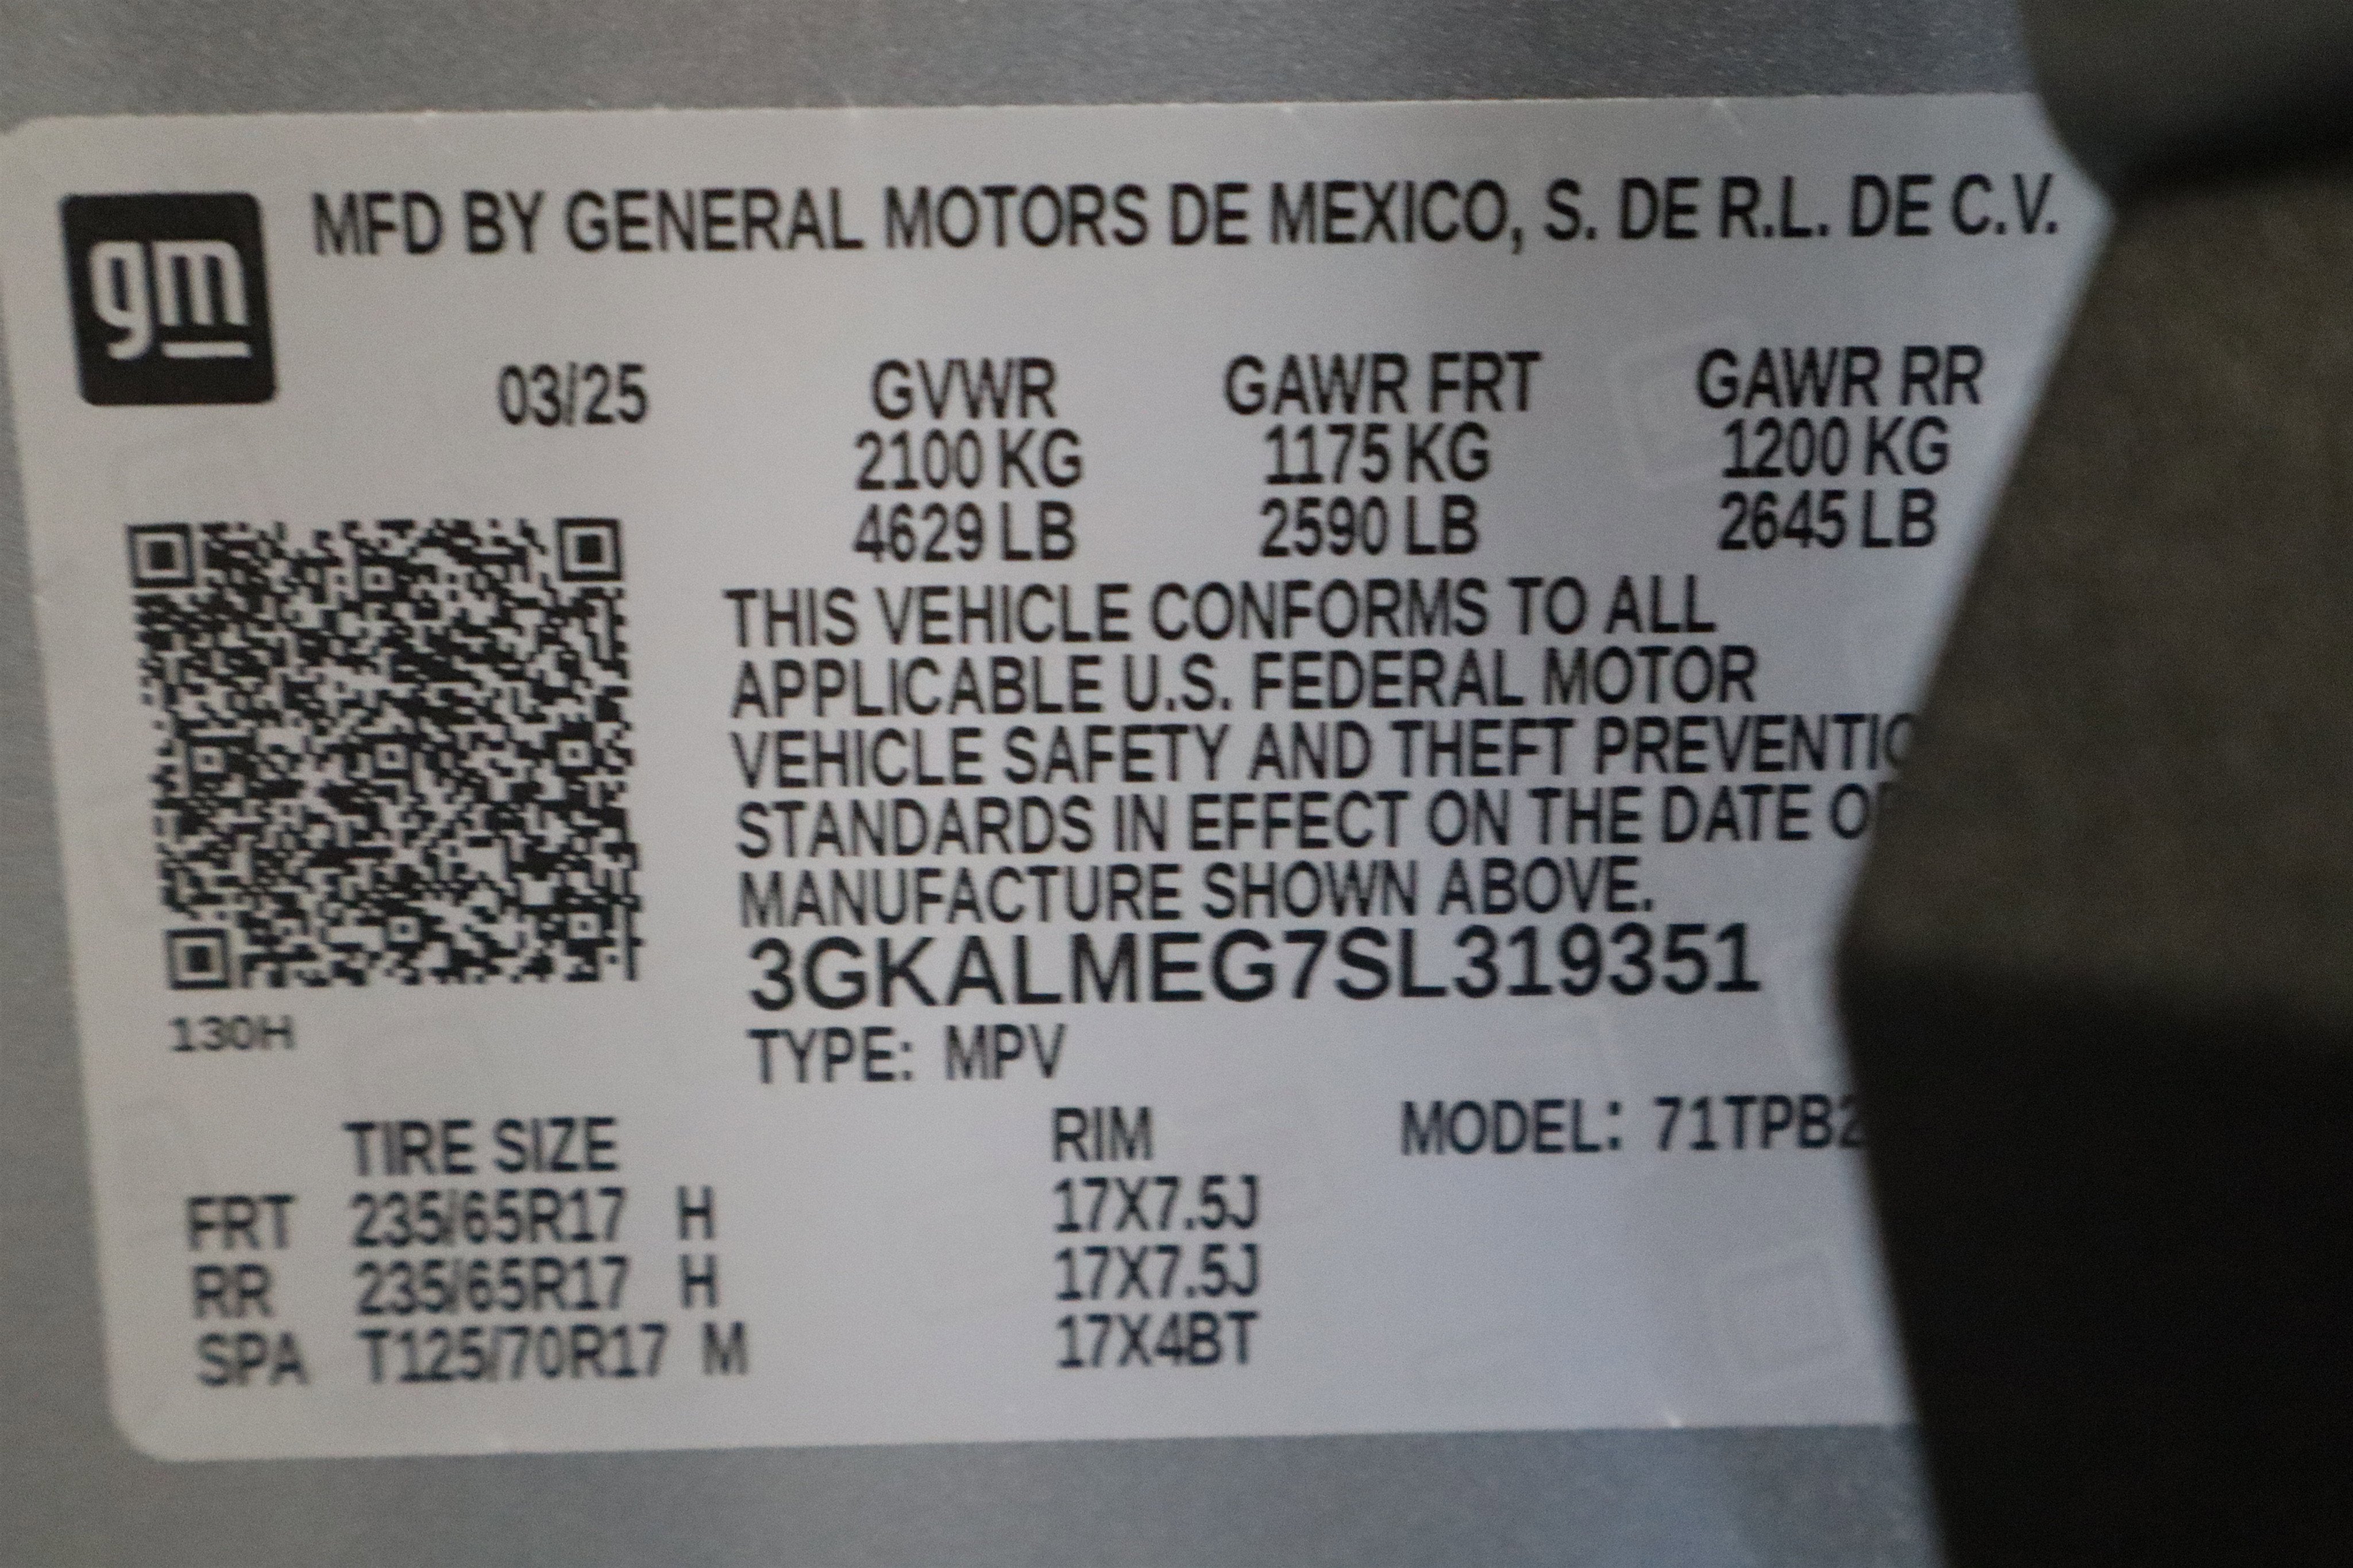 gm
MFD BY GENERAL MOTORS DE MEXICO, S. DE R.L. DE C.V.
03/25 GVWR GAWR FRT GAWR RR
2100 KG 1175 KG 1200 KG
4629 LB 2590 LB 2645 LB
THIS VEHICLE CONFORMS TO ALL
APPLICABLE U.S. FEDERAL MOTOR
VEHICLE SAFETY AND THEFT PREVENTIO
STANDARDS IN EFFECT ON THE DATE OF
MANUFACTURE SHOWN ABOVE.
3GKALMEG7SL319351
130H
TYPE: MPV
TIRE SIZE RIM MODEL: 71TPB2
FRT 235/65R17 H 17X7.5J
RR 235/65R17 H 17X7.5J
SPA T125/70R17 M 17X4BT